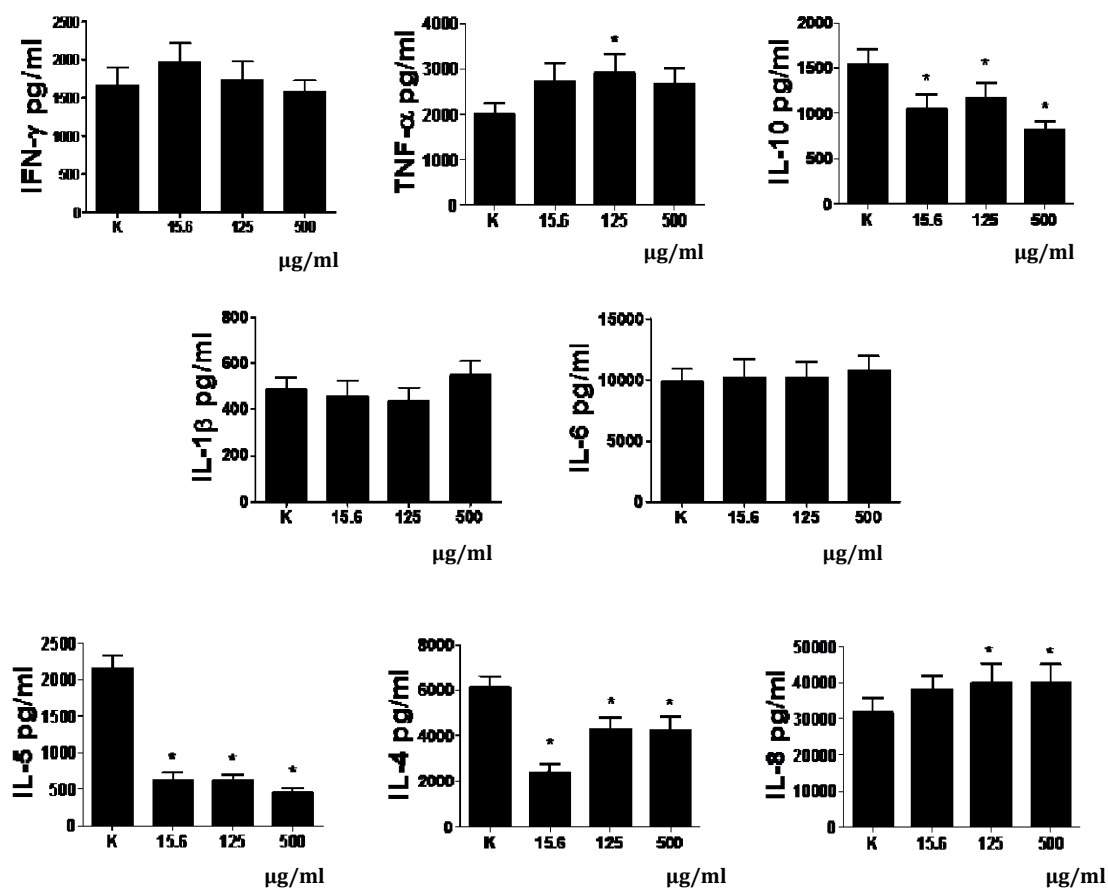 IFN-γ pg/ml
2500
2000
1500
1000
500
0
K 15.6 125 500
μg/ml
TNF-α pg/ml
4000
3000
2000
1000
0
*
K 15.6 125 500
μg/ml
IL-10 pg/ml
2000
1500
1000
500
0
* * *
K 15.6 125 500
μg/ml
IL-1β pg/ml
800
600
400
200
0
K 15.6 125 500
μg/ml
IL-6 pg/ml
15000
10000
5000
0
K 15.6 125 500
μg/ml
IL-5 pg/ml
2500
2000
1500
1000
500
0
* * *
K 15.6 125 500
μg/ml
IL-4 pg/ml
8000
6000
4000
2000
0
* * *
K 15.6 125 500
μg/ml
IL-8 pg/ml
50000
40000
30000
20000
10000
0
* *
K 15.6 125 500
μg/ml